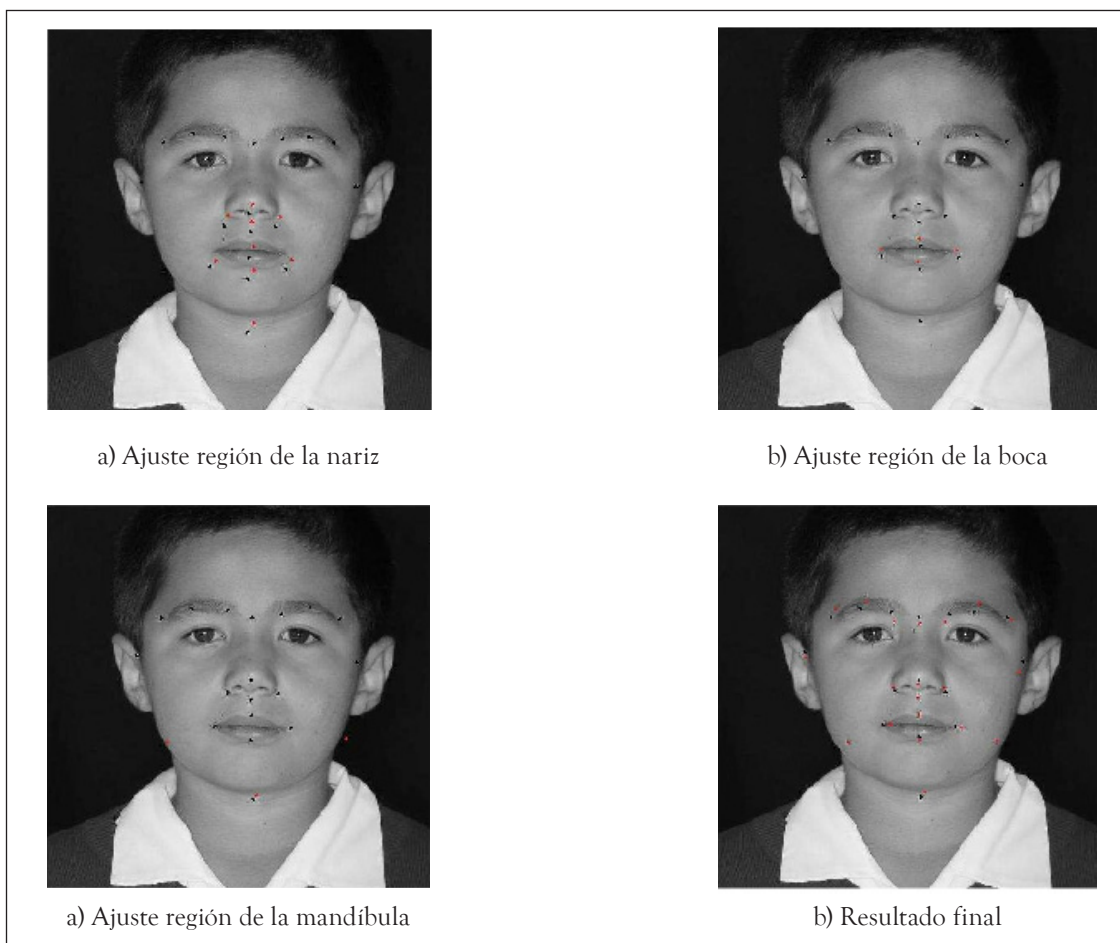 a) Ajuste región de la nariz
b) Ajuste región de la boca
a) Ajuste región de la mandíbula
b) Resultado final